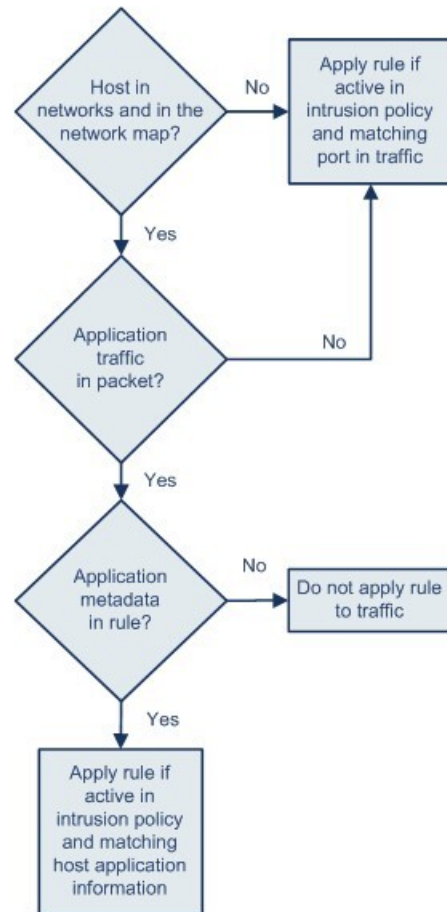 Host in
networks and in the
network map?
No
Apply rule if
active in
intrusion policy
and matching
port in traffic
Yes
Application
traffic
in packet?
No
Yes
Application
metadata
in rule?
No
Do not apply rule
to traffic
Yes
Apply rule if
active in
intrusion policy
and matching
host application
information